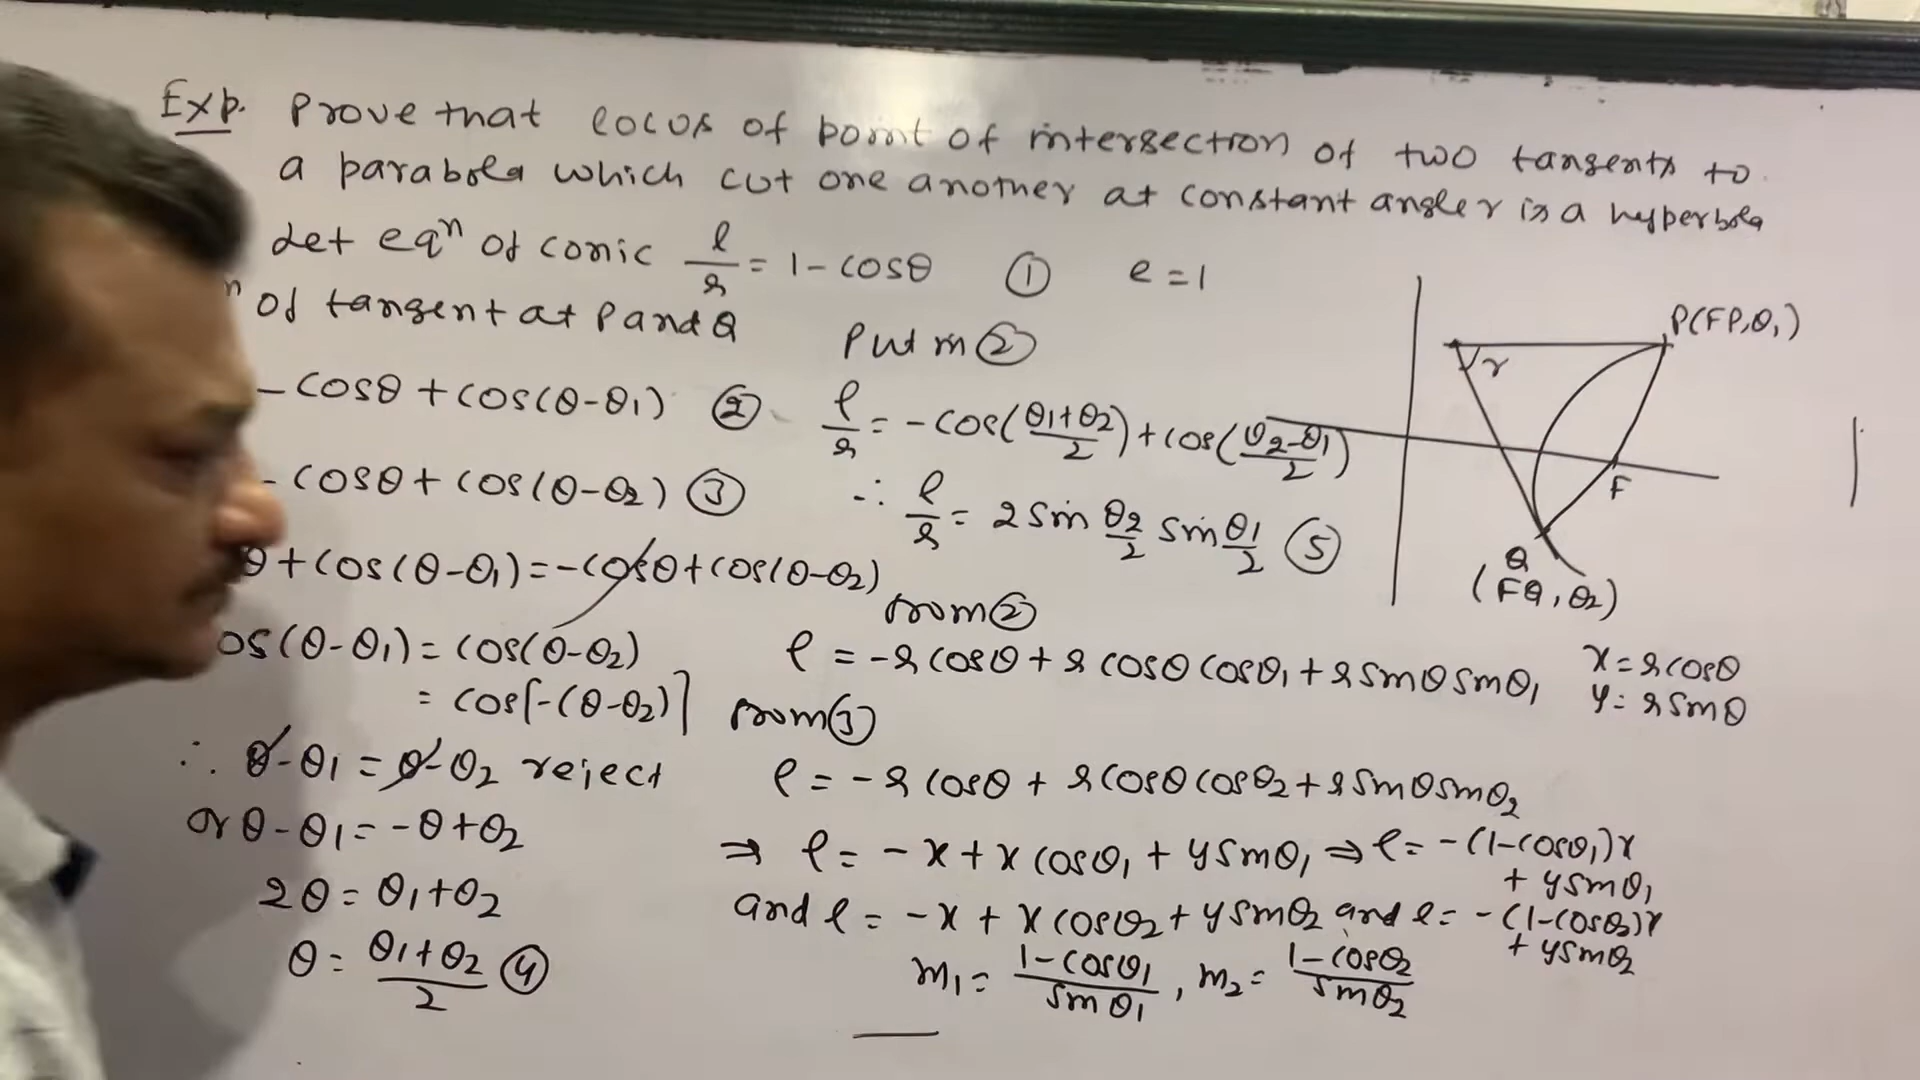 Exp. Prove that locus of point of intersection of two tangents to
a parabola which cut one another at constant angle γ is a hyperbola
Let eqⁿ of conic l/r = 1 - cosθ ① e = 1
ⁿ of tangent at P and Q
- cosθ + cos(θ-θ₁) ②
- cosθ + cos(θ-θ₂) ③
θ + cos(θ-θ₁) = - cosθ + cos(θ-θ₂)
os(θ-θ₁) = cos(θ-θ₂)
= cos[-(θ-θ₂)]
∴ θ-θ₁ = θ-θ₂ reject
or θ-θ₁ = -θ+θ₂
2θ = θ₁+θ₂
θ = (θ₁+θ₂)/2 ④
Put in ②
l/r = -cos((θ₁+θ₂)/2) + cos((θ₂-θ₁)/2)
∴ l/r = 2 sin θ₂/2 sin θ₁/2 ⑤
from ②
l = -r cosθ + r cosθ cosθ₁ + r sinθ sinθ₁
x = r cosθ
y = r sinθ
from ③
l = -r cosθ + r cosθ cosθ₂ + r sinθ sinθ₂
⇒ l = -x + x cosθ₁ + y sinθ₁ ⇒ l = -(1-cosθ₁)x
+ y sinθ₁
and l = -x + x cosθ₂ + y sinθ₂ and l = -(1-cosθ₂)x
+ y sinθ₂
m₁ = (1-cosθ₁)/sinθ₁ , m₂ = (1-cosθ₂)/sinθ₂
P(FP,θ₁)
γ
F
Q
(FQ,θ₂)